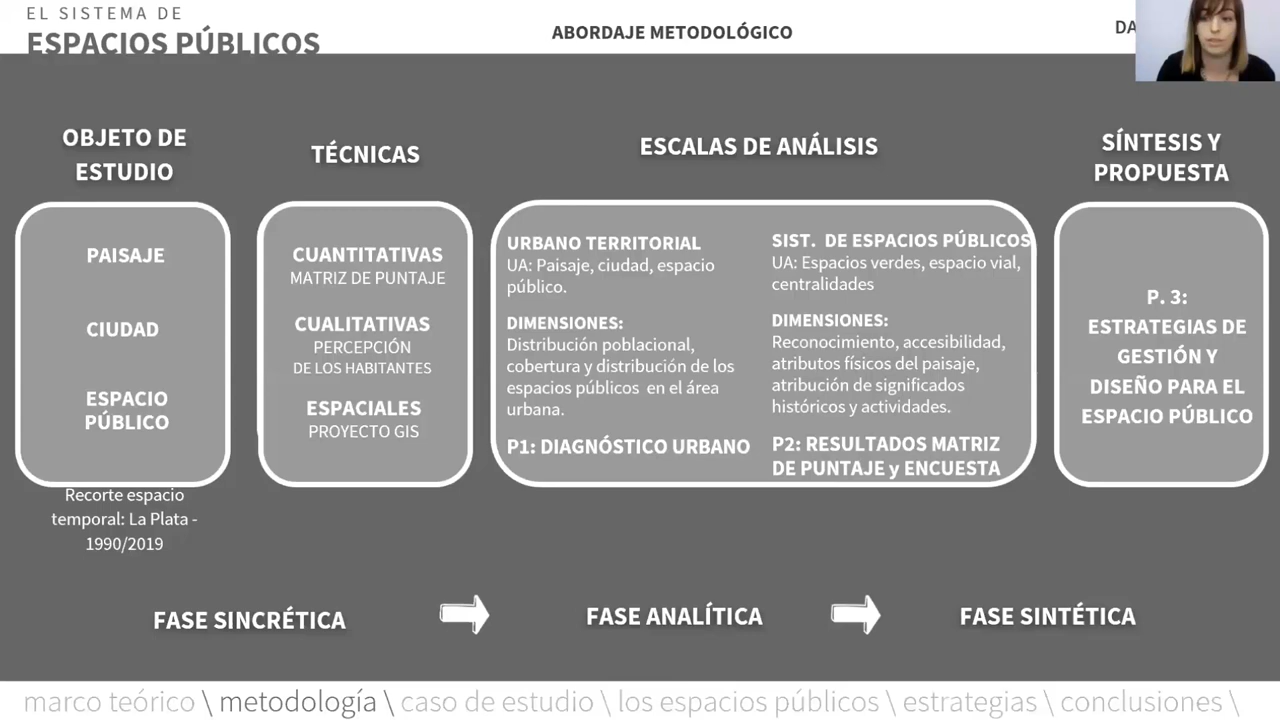 EL SISTEMA DE
ESPACIOS PÚBLICOS
ABORDAJE METODOLÓGICO
OBJETO DE
ESTUDIO
PAISAJE
CIUDAD
ESPACIO
PÚBLICO
Recorte espacio
temporal: La Plata -
1990/2019
TÉCNICAS
CUANTITATIVAS
MATRIZ DE PUNTAJE
CUALITATIVAS
PERCEPCIÓN
DE LOS HABITANTES
ESPACIALES
PROYECTO GIS
ESCALAS DE ANÁLISIS
URBANO TERRITORIAL
UA: Paisaje, ciudad, espacio
público.
DIMENSIONES:
Distribución poblacional,
cobertura y distribución de los
espacios públicos en el área
urbana.
P1: DIAGNÓSTICO URBANO
SIST. DE ESPACIOS PÚBLICOS
UA: Espacios verdes, espacio vial,
centralidades
DIMENSIONES:
Reconocimiento, accesibilidad,
atributos físicos del paisaje,
atribución de significados
históricos y actividades.
P2: RESULTADOS MATRIZ
DE PUNTAJE y ENCUESTA
SÍNTESIS Y
PROPUESTA
P. 3:
ESTRATEGIAS DE
GESTIÓN Y
DISEÑO PARA EL
ESPACIO PÚBLICO
FASE SINCRÉTICA
FASE ANALÍTICA
FASE SINTÉTICA
marco teórico \ metodología \ caso de estudio \ los espacios públicos \ estrategias \ conclusiones \